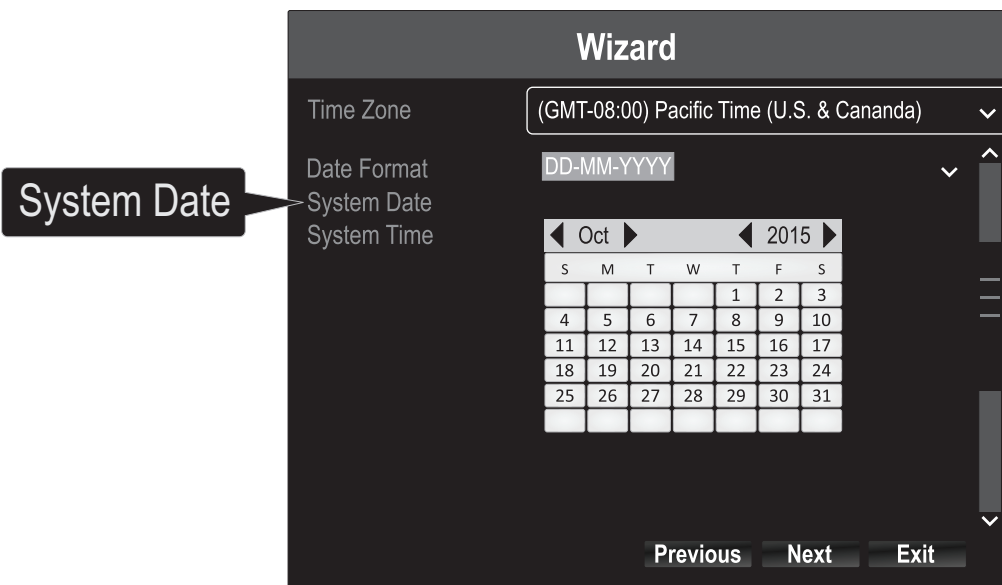 Wizard
Time Zone (GMT-08:00) Pacific Time (U.S. & Cananda)
Date Format DD-MM-YYYY
System Date System Date
System Time
Oct 2015
S M T W T F S
1 2 3
4 5 6 7 8 9 10
11 12 13 14 15 16 17
18 19 20 21 22 23 24
25 26 27 28 29 30 31
Previous Next Exit